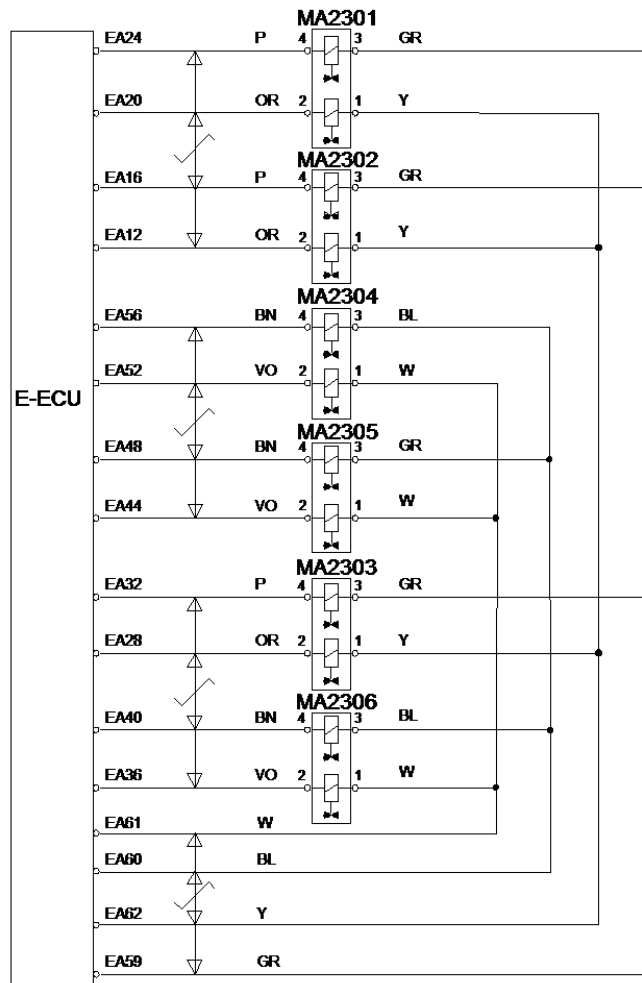 MA2301
EA24 P 4 3 GR
EA20 OR 2 1 Y
MA2302
EA16 P 4 3 GR
EA12 OR 2 1 Y
MA2304
EA56 BN 4 3 BL
EA52 VO 2 1 W
E-ECU
MA2305
EA48 BN 4 3 GR
EA44 VO 2 1 W
MA2303
EA32 P 4 3 GR
EA28 OR 2 1 Y
MA2306
EA40 BN 4 3 BL
EA36 VO 2 1 W
EA61 W
EA60 BL
EA62 Y
EA59 GR